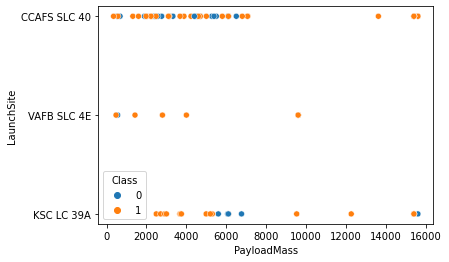 CCAFS SLC 40
VAFB SLC 4E
KSC LC 39A
LaunchSite
Class
0
1
0 2000 4000 6000 8000 10000 12000 14000 16000
PayloadMass